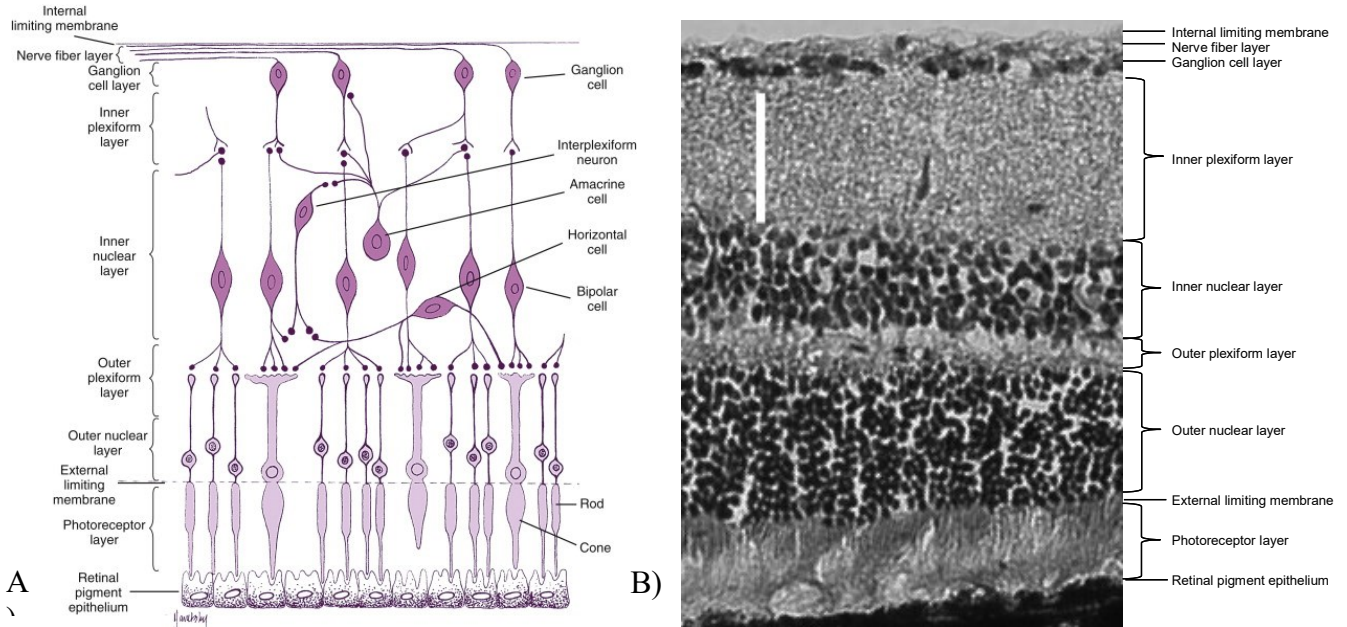 Internal
limiting membrane
Nerve fiber layer
Ganglion
cell layer
Inner
plexiform
layer
Inner
nuclear
layer
Outer
plexiform
layer
Outer nuclear
layer
External
limiting
membrane
Photoreceptor
layer
Retinal
pigment
epithelium
Ganglion
cell
Interplexiform
neuron
Amacrine
cell
Horizontal
cell
Bipolar
cell
Rod
Cone
A
)
B)
Internal limiting membrane
Nerve fiber layer
Ganglion cell layer
Inner plexiform layer
Inner nuclear layer
Outer plexiform layer
Outer nuclear layer
External limiting membrane
Photoreceptor layer
Retinal pigment epithelium